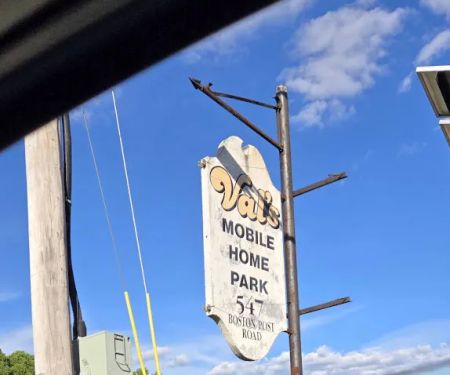 Val's
MOBILE
HOME
PARK
547
BOSTON POST
ROAD